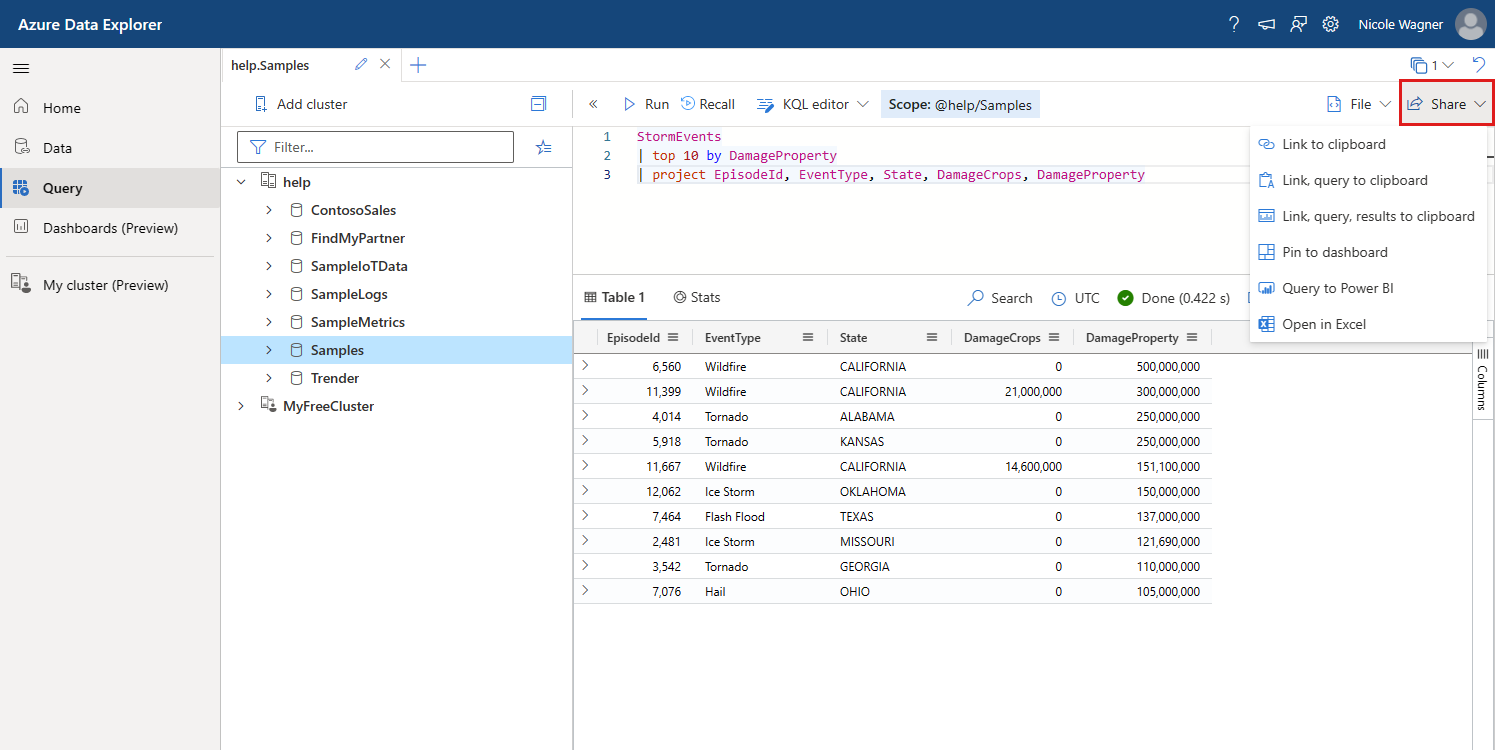 Azure Data Explorer
Nicole Wagner
help.Samples
1
Home
Data
Query
Dashboards (Preview)
My cluster (Preview)
Add cluster
Filter...
help
ContosoSales
FindMyPartner
SampleIoTData
SampleLogs
SampleMetrics
Samples
Trender
MyFreeCluster
Run Recall KQL editor Scope: @help/Samples File Share
1 StormEvents
2 | top 10 by DamageProperty
3 | project EpisodeId, EventType, State, DamageCrops, DamageProperty
Link to clipboard
Link, query to clipboard
Link, query, results to clipboard
Pin to dashboard
Query to Power BI
Open in Excel
Table 1 Stats Search UTC Done (0.422 s)
EpisodeId EventType State DamageCrops DamageProperty
6,560 Wildfire CALIFORNIA 0 500,000,000
11,399 Wildfire CALIFORNIA 21,000,000 300,000,000
4,014 Tornado ALABAMA 0 250,000,000
5,918 Tornado KANSAS 0 250,000,000
11,667 Wildfire CALIFORNIA 14,600,000 151,100,000
12,062 Ice Storm OKLAHOMA 0 150,000,000
7,464 Flash Flood TEXAS 0 137,000,000
2,481 Ice Storm MISSOURI 0 121,690,000
3,542 Tornado GEORGIA 0 110,000,000
7,076 Hail OHIO 0 105,000,000
Columns